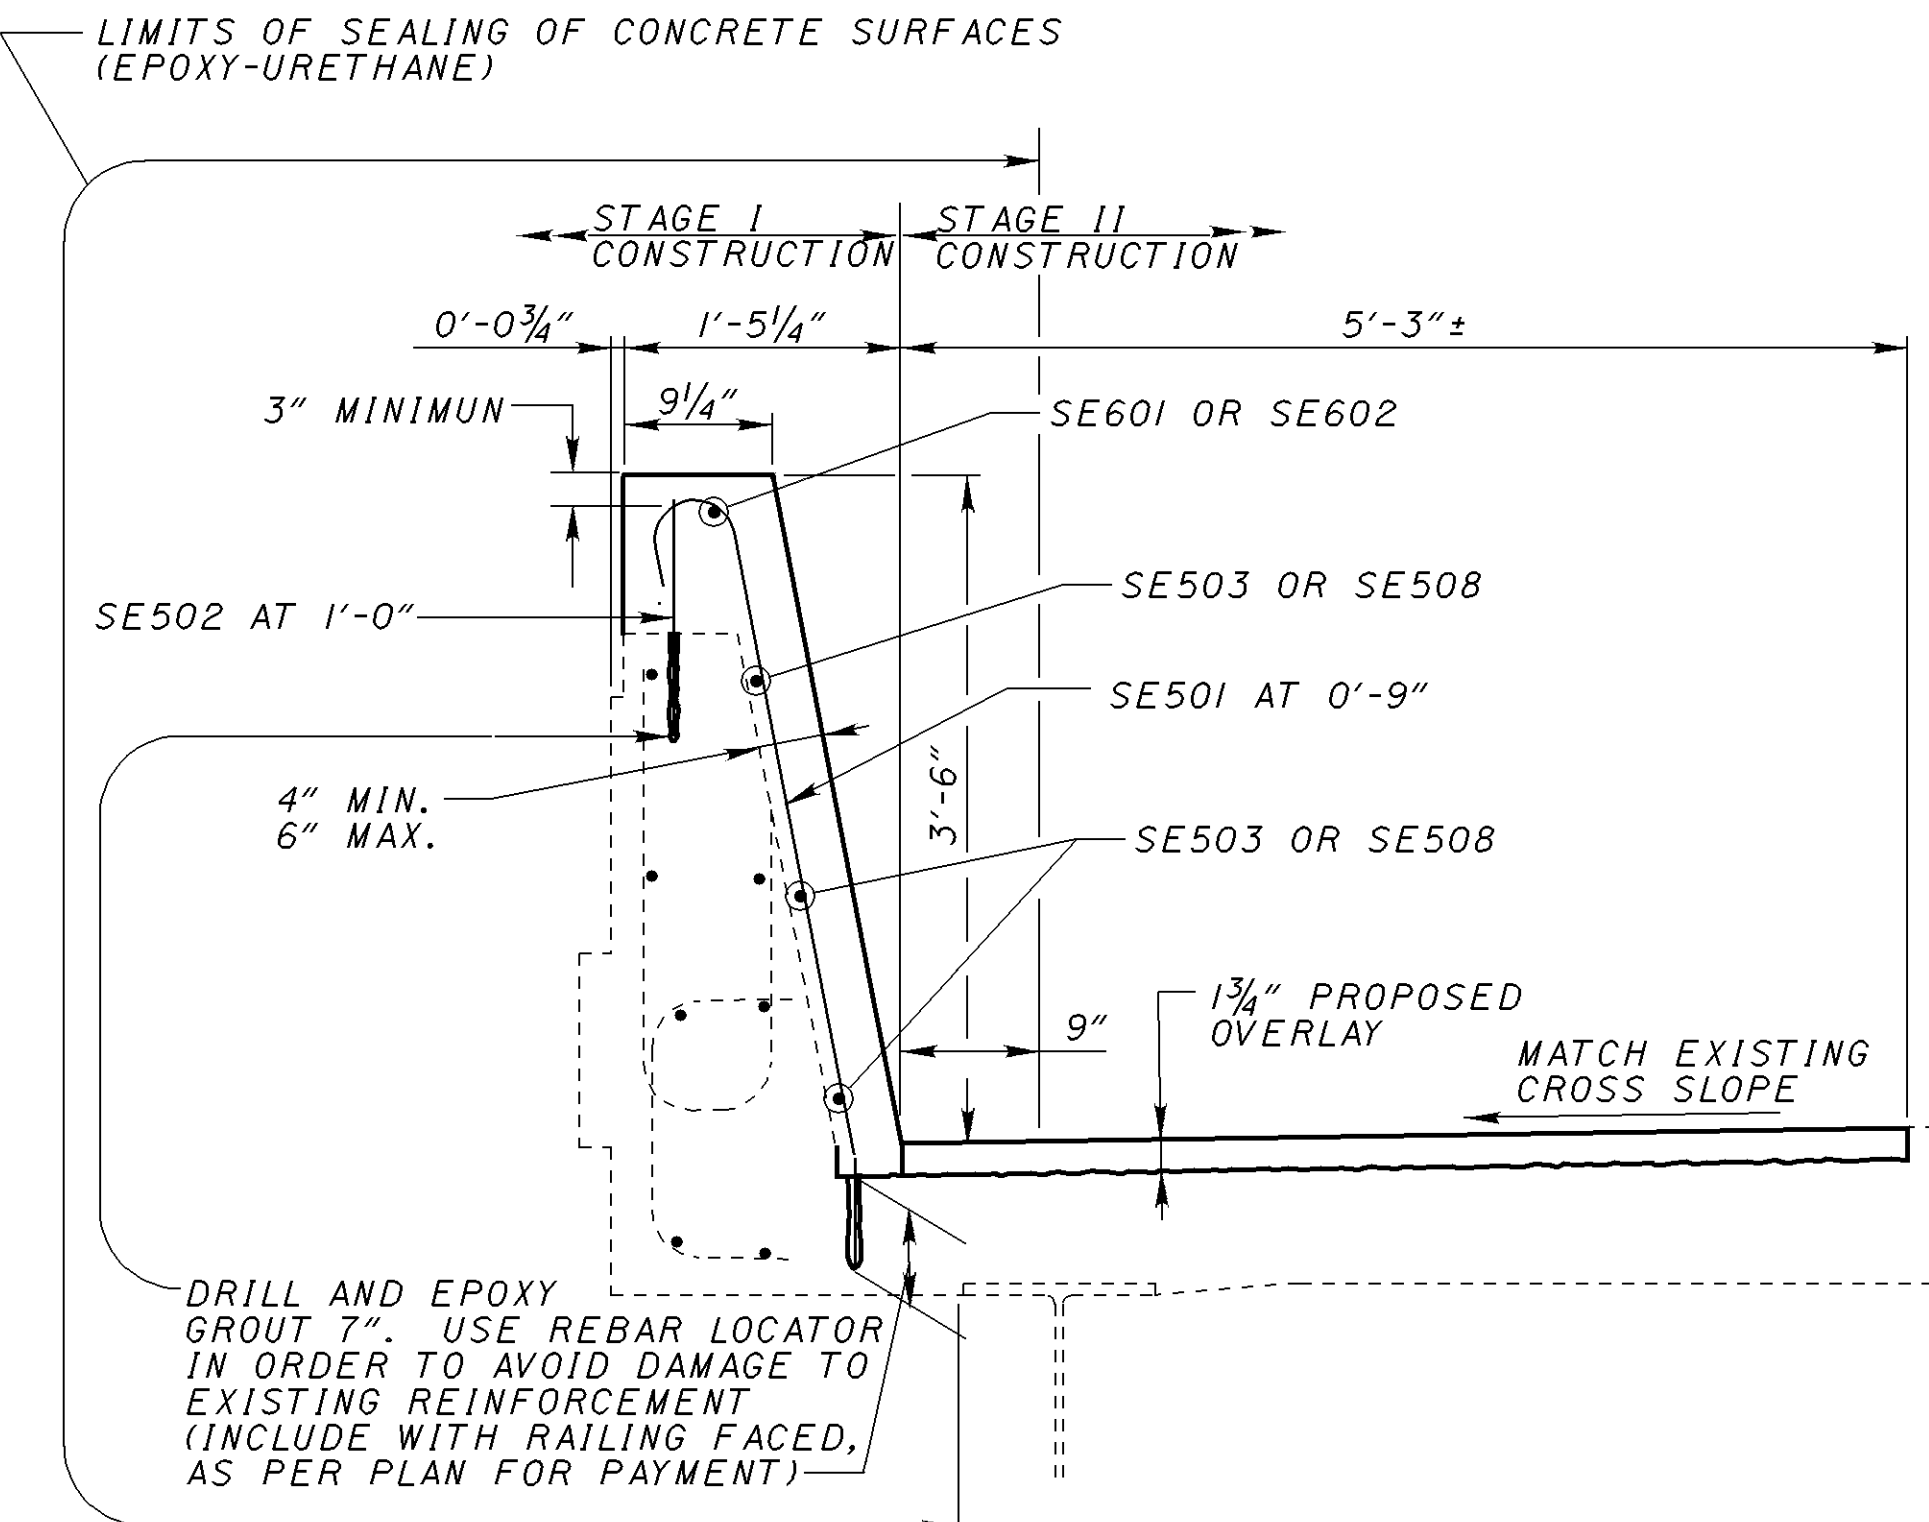 LIMITS OF SEALING OF CONCRETE SURFACES
(EPOXY-URETHANE)
STAGE I
CONSTRUCTION
STAGE II
CONSTRUCTION
0'-0¾"
1'-5¼"
5'-3"±
3" MINIMUN
9¼"
SE601 OR SE602
SE503 OR SE508
SE502 AT 1'-0"
SE501 AT 0'-9"
3'-6"
4" MIN.
6" MAX.
SE503 OR SE508
1¾" PROPOSED
OVERLAY
9"
MATCH EXISTING
CROSS SLOPE
DRILL AND EPOXY
GROUT 7". USE REBAR LOCATOR
IN ORDER TO AVOID DAMAGE TO
EXISTING REINFORCEMENT
(INCLUDE WITH RAILING FACED,
AS PER PLAN FOR PAYMENT)